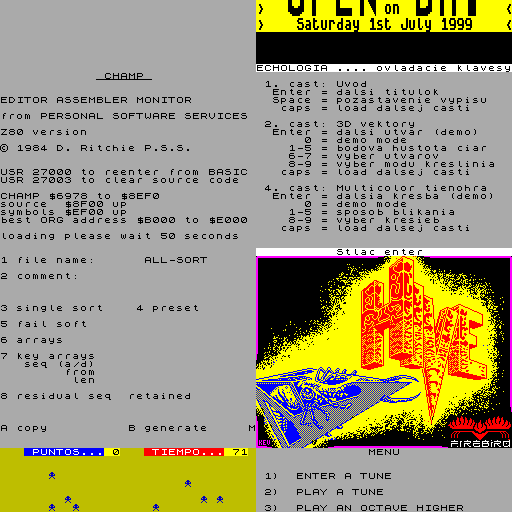 CHAMP
EDITOR ASSEMBLER MONITOR
from PERSONAL SOFTWARE SERVICES
Z80 version
© 1984 D. Ritchie P.S.S.
USR 27000 to reenter from BASIC
USR 27003 to clear source code
CHAMP $6978 to $8EF0
source $8F00 up
symbols $EF00 up
best ORG address $B000 to $E000
loading please wait 50 seconds
1 file name: ALL-SORT
2 comment:
3 single sort 4 preset
5 fail soft
6 arrays
7 key arrays
seq (a/d)
from
len
8 residual seq retained
A copy B generate M
PUNTOS... 0 TIEMPO... 71
OPEN on DAY
Saturday 1st July 1999
ECHOLOGIA .... ovladacie klavesy
1. cast: Uvod
Enter = dalsi titulok
Space = pozastavenie vypisu
caps = load dalsej casti
2. cast: 3D vektory
Enter = dalsi utvar (demo)
0 = demo mode
1-5 = bodova hustota ciar
6-7 = vyber utvarov
8-9 = vyber modu kreslinia
caps = load dalsej casti
4. cast: Multicolor tienohra
Enter = dalsia kresba (demo)
0 = demo mode
1-5 = sposob blikania
8-9 = vyber kresieb
caps = load dalsej casti
Stlac enter
HIVE
FIREBIRD
MENU
1) ENTER A TUNE
2) PLAY A TUNE
3) PLAY AN OCTAVE HIGHER